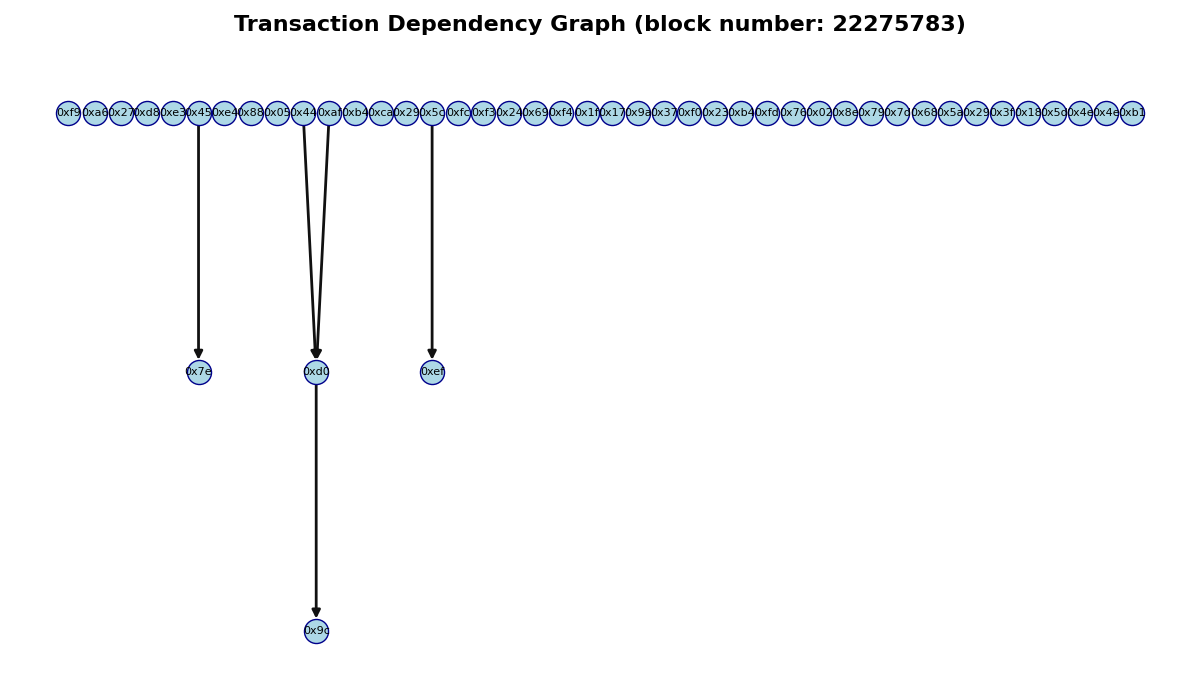 Transaction Dependency Graph (block number: 22275783)
0xf9 0xa6 0x27 0xd8 0xe3 0x45 0xe4 0x88 0x05 0x44 0xaf 0xb4 0xca 0x29 0x5c 0xfc 0xf3 0x24 0x69 0xf4 0x1f 0x17 0x9a 0x37 0xf0 0x23 0xb4 0xfd 0x76 0x02 0x8e 0x79 0x7d 0x68 0x5a 0x29 0x3f 0x18 0x5d 0x4e 0x4e 0xb1
0x7e 0xd0 0xef
0x9c